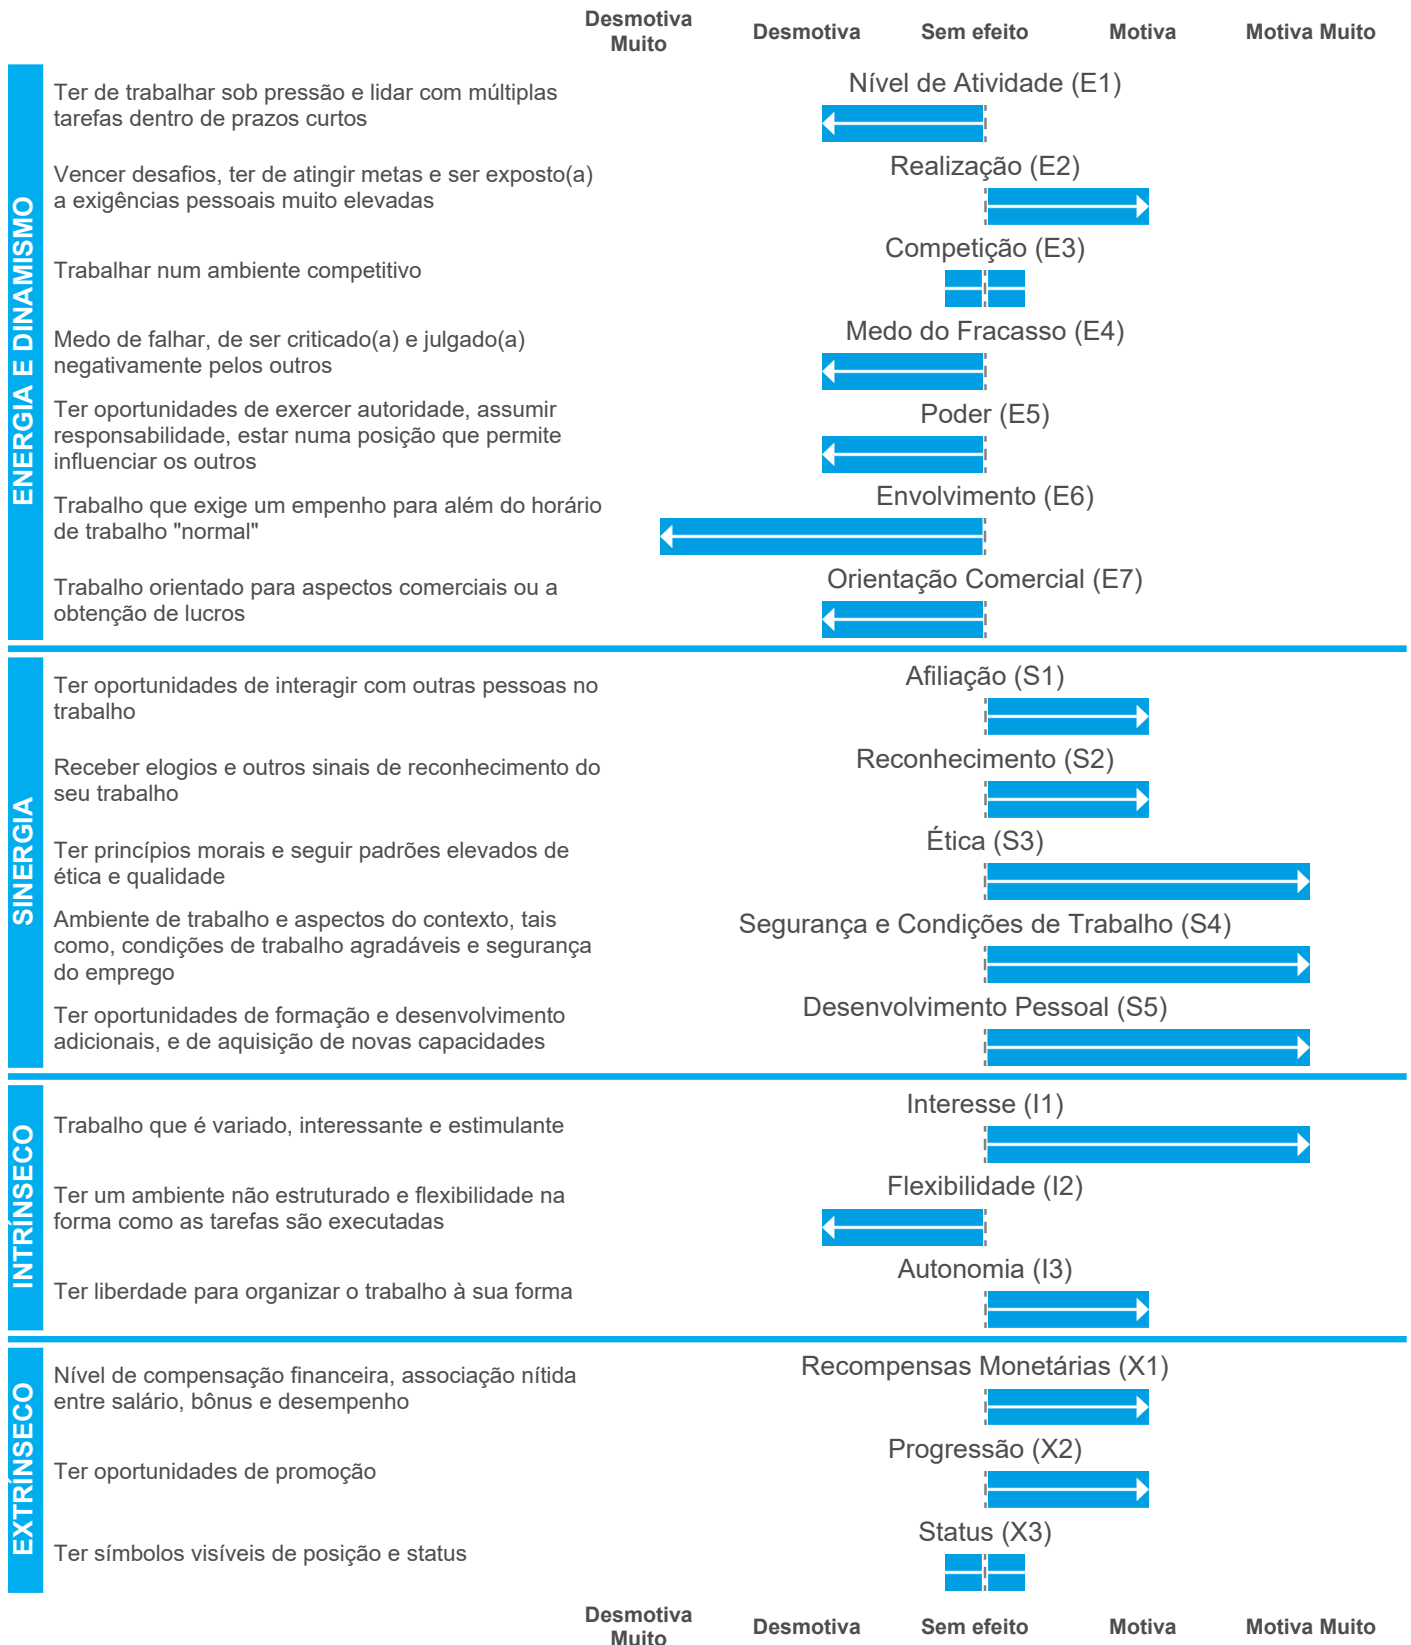 Desmotiva
Muito
Desmotiva
Sem efeito
Motiva
Motiva Muito
ENERGIA E DINAMISMO
Ter de trabalhar sob pressão e lidar com múltiplas
tarefas dentro de prazos curtos
Nível de Atividade (E1)
Vencer desafios, ter de atingir metas e ser exposto(a)
a exigências pessoais muito elevadas
Realização (E2)
Trabalhar num ambiente competitivo
Competição (E3)
Medo de falhar, de ser criticado(a) e julgado(a)
negativamente pelos outros
Medo do Fracasso (E4)
Ter oportunidades de exercer autoridade, assumir
responsabilidade, estar numa posição que permite
influenciar os outros
Poder (E5)
Trabalho que exige um empenho para além do horário
de trabalho "normal"
Envolvimento (E6)
Trabalho orientado para aspectos comerciais ou a
obtenção de lucros
Orientação Comercial (E7)
SINERGIA
Ter oportunidades de interagir com outras pessoas no
trabalho
Afiliação (S1)
Receber elogios e outros sinais de reconhecimento do
seu trabalho
Reconhecimento (S2)
Ter princípios morais e seguir padrões elevados de
ética e qualidade
Ética (S3)
Ambiente de trabalho e aspectos do contexto, tais
como, condições de trabalho agradáveis e segurança
do emprego
Segurança e Condições de Trabalho (S4)
Ter oportunidades de formação e desenvolvimento
adicionais, e de aquisição de novas capacidades
Desenvolvimento Pessoal (S5)
INTRÍNSECO
Trabalho que é variado, interessante e estimulante
Interesse (I1)
Ter um ambiente não estruturado e flexibilidade na
forma como as tarefas são executadas
Flexibilidade (I2)
Ter liberdade para organizar o trabalho à sua forma
Autonomia (I3)
EXTRÍNSECO
Nível de compensação financeira, associação nítida
entre salário, bônus e desempenho
Recompensas Monetárias (X1)
Ter oportunidades de promoção
Progressão (X2)
Ter símbolos visíveis de posição e status
Status (X3)
Desmotiva
Muito
Desmotiva
Sem efeito
Motiva
Motiva Muito